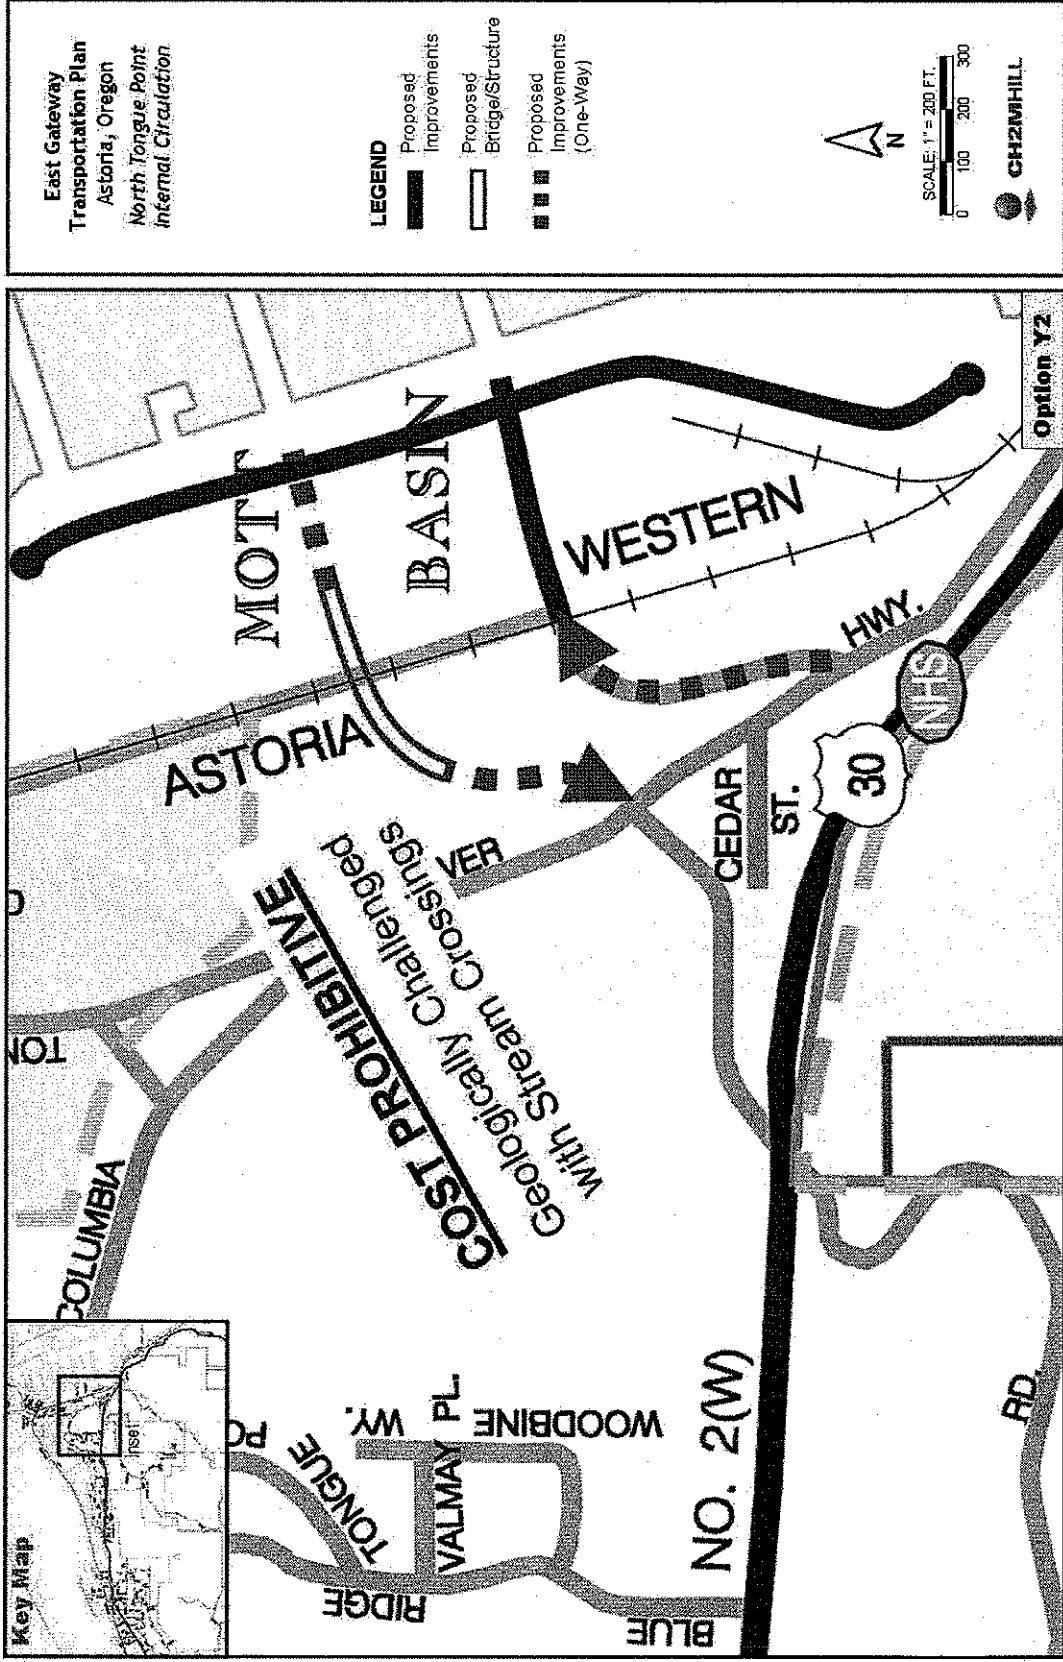 East Gateway
Transportation Plan
Astoria, Oregon
North Tongue Point
Internal Circulation
LEGEND
Proposed
Improvements
Proposed
Bridge/Structure
Proposed
Improvements
(One-Way)
N
SCALE: 1" = 200 FT.
0 100 200 300
CH2MHILL
Key Map
Inset
COLUMBIA
TON
ASTORIA
MOTT
BASIN
WESTERN
COST PROHIBITIVE
Geologically Challenged
with Stream Crossings
VER
HWY.
CEDAR
ST.
30
NHS
PO
TONGUE
RIDGE
BLUE
WY.
VALMAY PL.
WOODBINE
NO. 2(W)
RD.
Option Y2